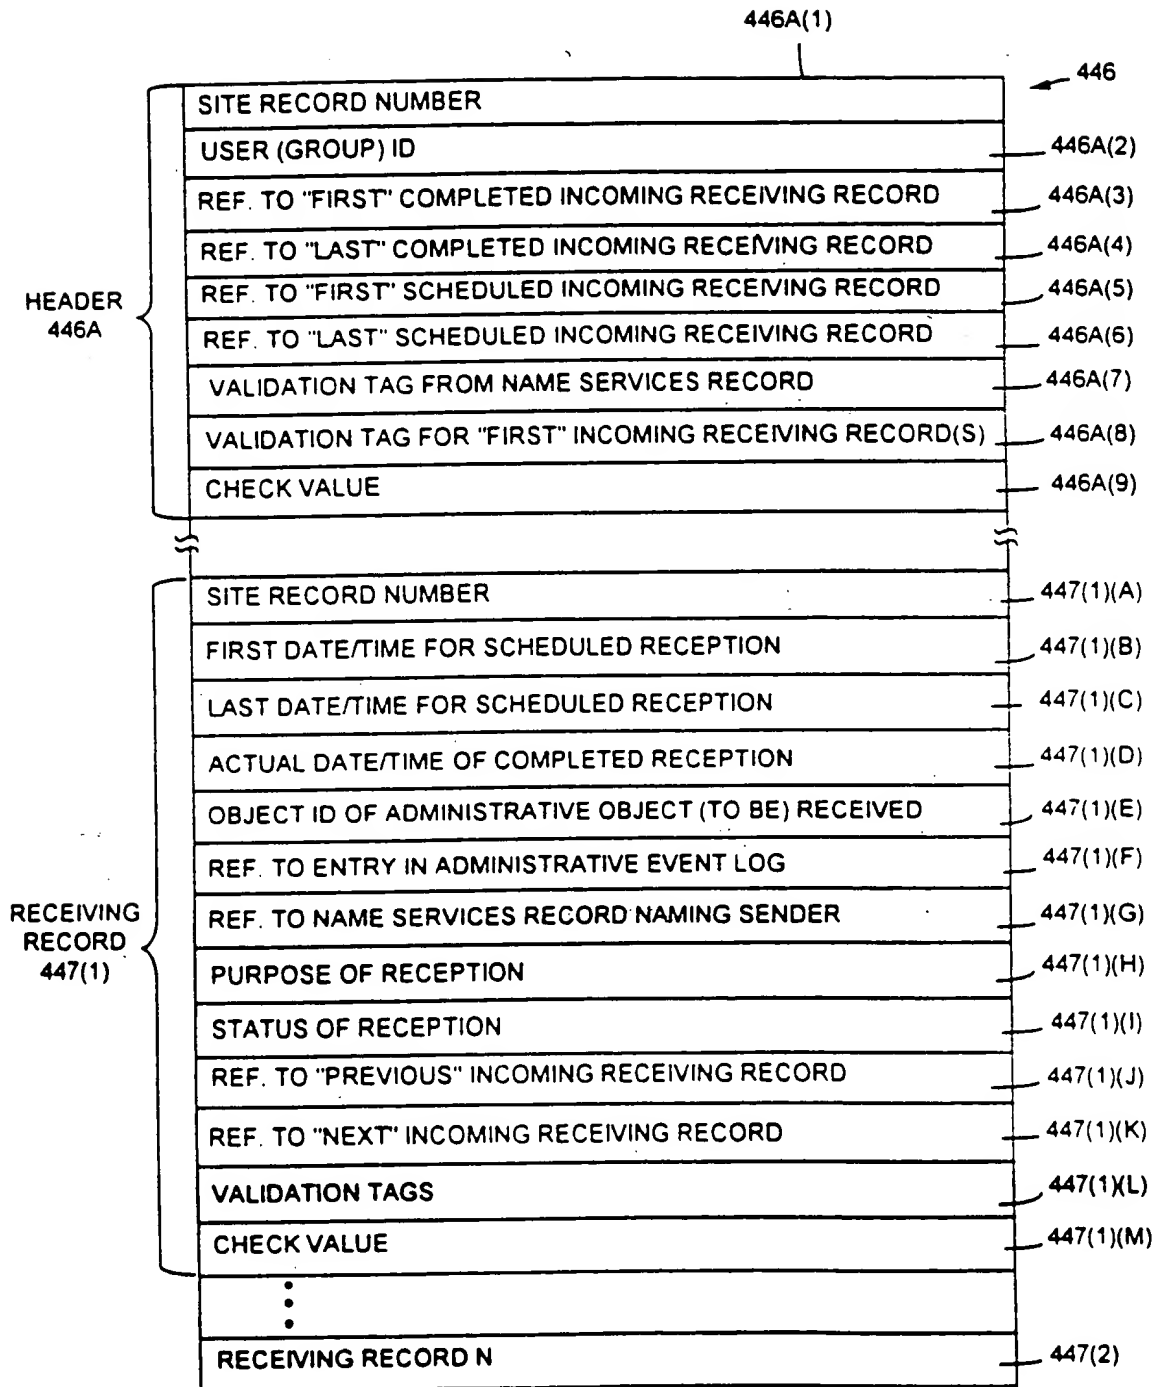 446A(1)
446
SITE RECORD NUMBER
USER (GROUP) ID 446A(2)
REF. TO "FIRST" COMPLETED INCOMING RECEIVING RECORD 446A(3)
REF. TO "LAST" COMPLETED INCOMING RECEIVING RECORD 446A(4)
REF. TO "FIRST" SCHEDULED INCOMING RECEIVING RECORD 446A(5)
REF. TO "LAST" SCHEDULED INCOMING RECEIVING RECORD 446A(6)
VALIDATION TAG FROM NAME SERVICES RECORD 446A(7)
VALIDATION TAG FOR "FIRST" INCOMING RECEIVING RECORD(S) 446A(8)
CHECK VALUE 446A(9)
HEADER
446A
SITE RECORD NUMBER 447(1)(A)
FIRST DATE/TIME FOR SCHEDULED RECEPTION 447(1)(B)
LAST DATE/TIME FOR SCHEDULED RECEPTION 447(1)(C)
ACTUAL DATE/TIME OF COMPLETED RECEPTION 447(1)(D)
OBJECT ID OF ADMINISTRATIVE OBJECT (TO BE) RECEIVED 447(1)(E)
REF. TO ENTRY IN ADMINISTRATIVE EVENT LOG 447(1)(F)
REF. TO NAME SERVICES RECORD NAMING SENDER 447(1)(G)
PURPOSE OF RECEPTION 447(1)(H)
STATUS OF RECEPTION 447(1)(I)
REF. TO "PREVIOUS" INCOMING RECEIVING RECORD 447(1)(J)
REF. TO "NEXT" INCOMING RECEIVING RECORD 447(1)(K)
VALIDATION TAGS 447(1)(L)
CHECK VALUE 447(1)(M)
RECEIVING
RECORD
447(1)
RECEIVING RECORD N 447(2)